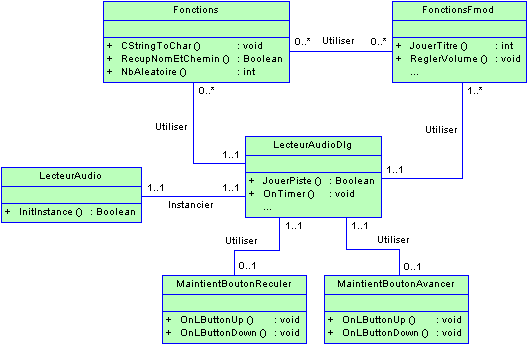 Fonctions
+ CStringToChar () : void
+ RecupNomEtChemin () : Boolean
+ NbAleatoire () : int
FonctionsFmod
+ JouerTitre () : int
+ ReglerVolume () : void
...
0..*
Utiliser
0..*
0..*
Utiliser
1..1
1..*
Utiliser
1..1
LecteurAudioDlg
+ JouerPiste () : Boolean
+ OnTimer () : void
...
LecteurAudio
+ InitInstance () : Boolean
1..1
Instancier
1..1
1..1
Utiliser
0..1
1..1
Utiliser
0..1
MaintientBoutonReculer
+ OnLButtonUp () : void
+ OnLButtonDown () : void
MaintientBoutonAvancer
+ OnLButtonUp () : void
+ OnLButtonDown () : void